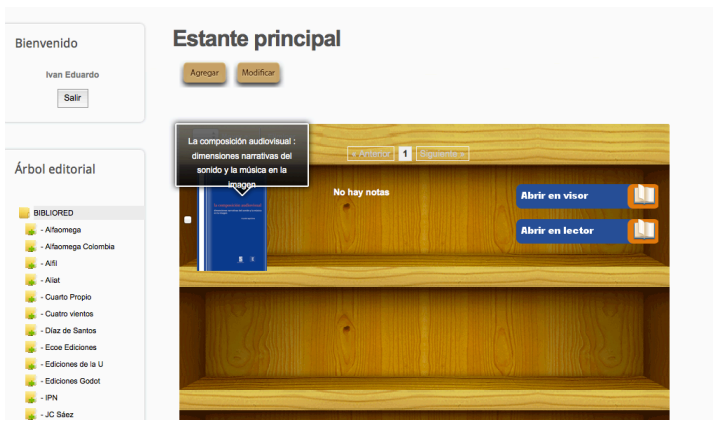 Bienvenido
Ivan Eduardo
Salir
Árbol editorial
BIBLIORED
- Alfaomega
- Alfaomega Colombia
- Alfil
- Aliat
- Cuarto Propio
- Cuatro vientos
- Díaz de Santos
- Ecoe Ediciones
- Ediciones de la U
- Ediciones Godot
- IPN
- JC Sáez
Estante principal
Agregar
Modificar
La composición audiovisual :
dimensiones narrativas del
sonido y la música en la
imagen
« Anterior 1 Siguiente »
la composición audiovisual
No hay notas
Abrir en visor
Abrir en lector